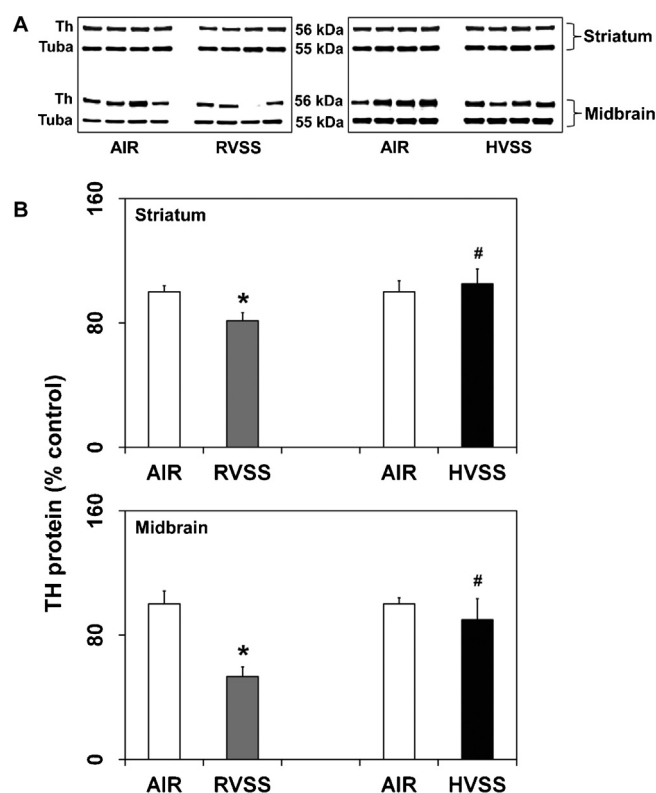 A
Th 56 kDa
Tuba 55 kDa
Striatum
Th 56 kDa
Tuba 55 kDa
Midbrain
AIR RVSS AIR HVSS
B
TH protein (% control)
160
Striatum
80
*
#
0
AIR RVSS AIR HVSS
160
Midbrain
80
*
#
0
AIR RVSS AIR HVSS